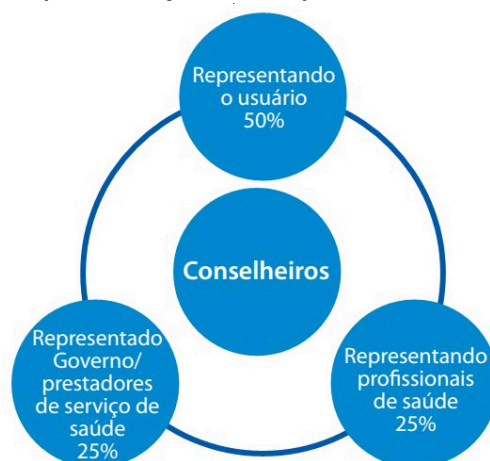 Representando
o usuário
50%
Conselheiros
Representado
Governo/
prestadores
de serviço de
saúde
25%
Representando
profissionais
de saúde
25%